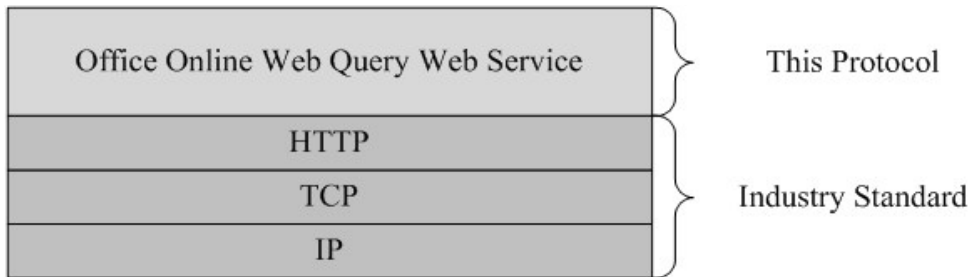 Office Online Web Query Web Service
This Protocol
HTTP
TCP
Industry Standard
IP